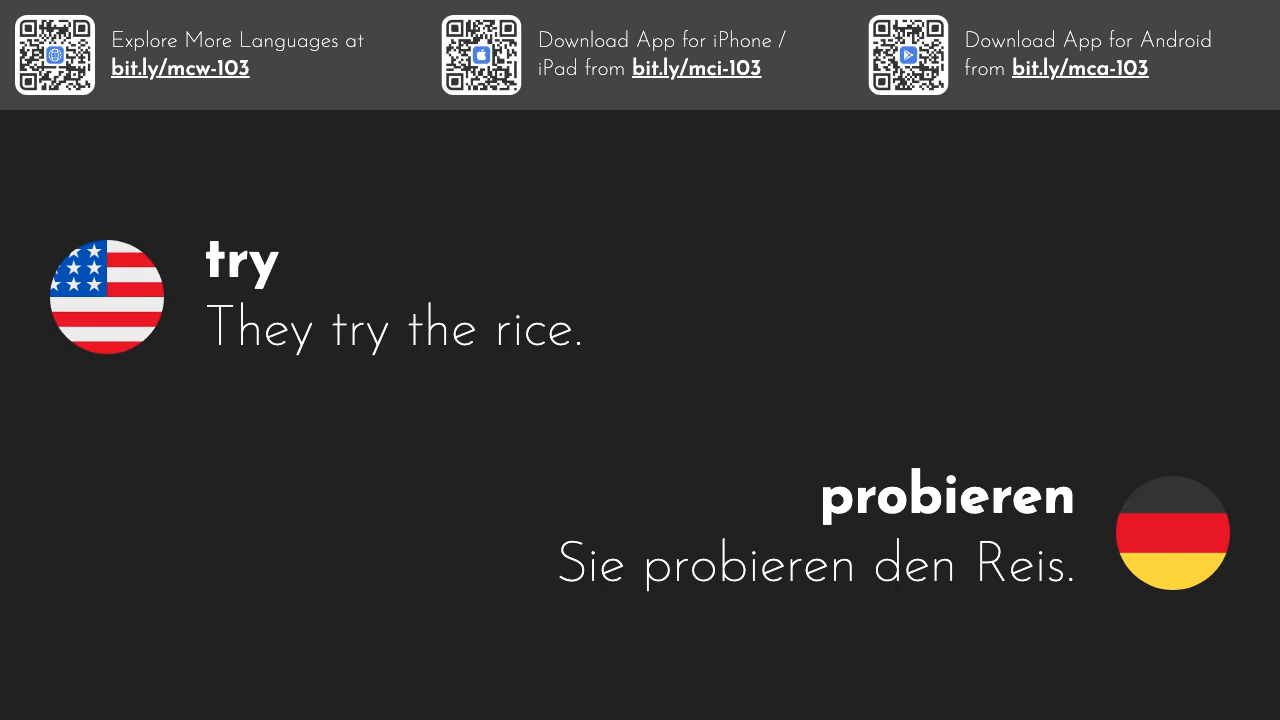 Explore More Languages at
bit.ly/mcw-103
Download App for iPhone /
iPad from bit.ly/mci-103
Download App for Android
from bit.ly/mca-103
try
They try the rice.
probieren
Sie probieren den Reis.